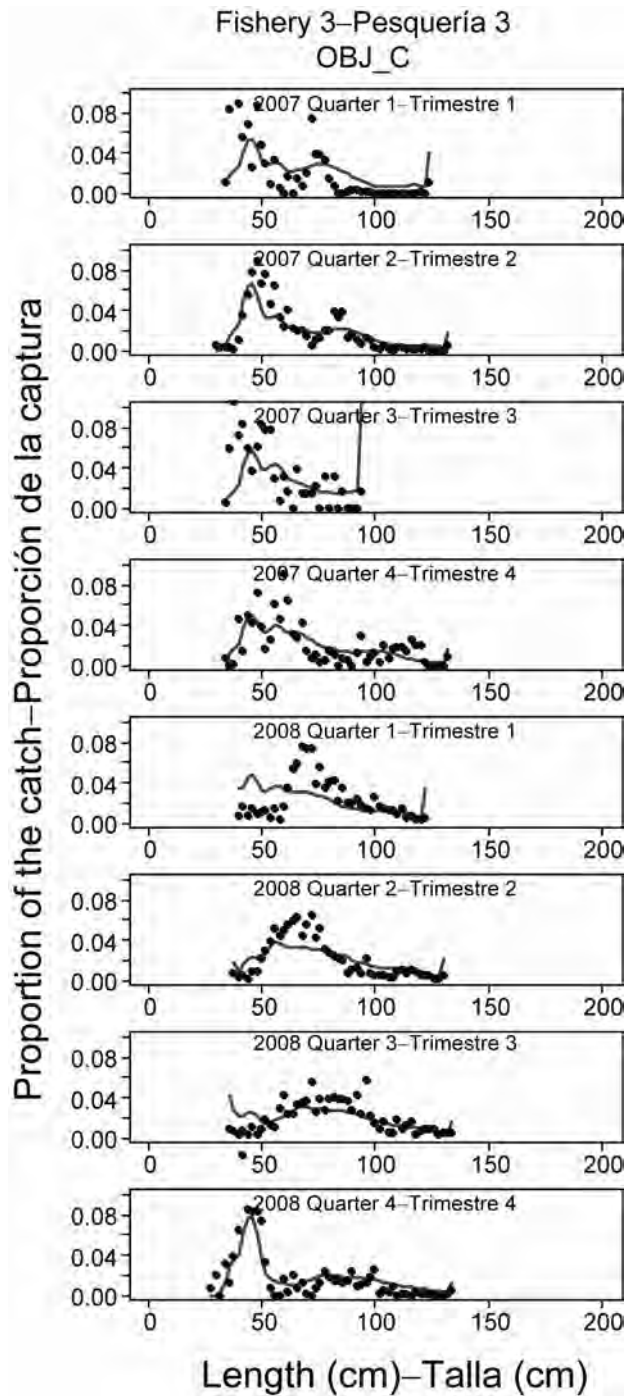 Fishery 3–Pesquería 3
OBJ_C
Proportion of the catch–Proporción de la captura
2007 Quarter 1–Trimestre 1
0.08
0.04
0.00
0 50 100 150 200
2007 Quarter 2–Trimestre 2
0.08
0.04
0.00
0 50 100 150 200
2007 Quarter 3–Trimestre 3
0.08
0.04
0.00
0 50 100 150 200
2007 Quarter 4–Trimestre 4
0.08
0.04
0.00
0 50 100 150 200
2008 Quarter 1–Trimestre 1
0.08
0.04
0.00
0 50 100 150 200
2008 Quarter 2–Trimestre 2
0.08
0.04
0.00
0 50 100 150 200
2008 Quarter 3–Trimestre 3
0.08
0.04
0.00
0 50 100 150 200
2008 Quarter 4–Trimestre 4
0.08
0.04
0.00
0 50 100 150 200
Length (cm)–Talla (cm)